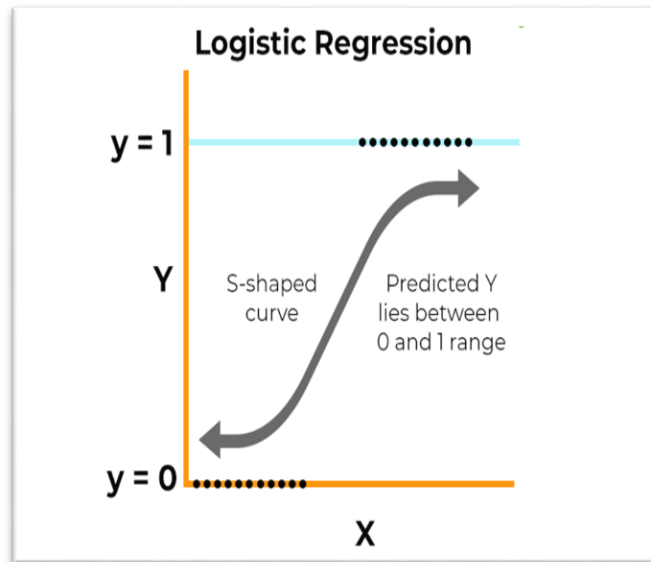 Logistic Regression
y = 1
Y
S-shaped
curve
Predicted Y
lies between
0 and 1 range
y = 0
X